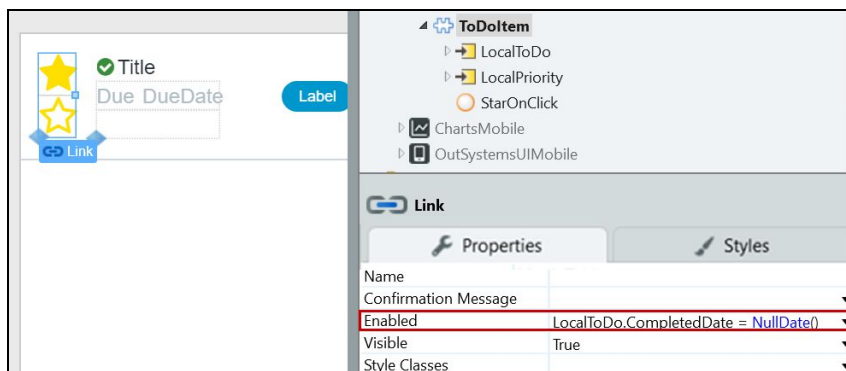 Title
Due DueDate
Label
Link
ToDoItem
LocalToDo
LocalPriority
StarOnClick
ChartsMobile
OutSystemsUIMobile
Link
Properties
Styles
Name
Confirmation Message
Enabled LocalToDo.CompletedDate = NullDate()
Visible True
Style Classes